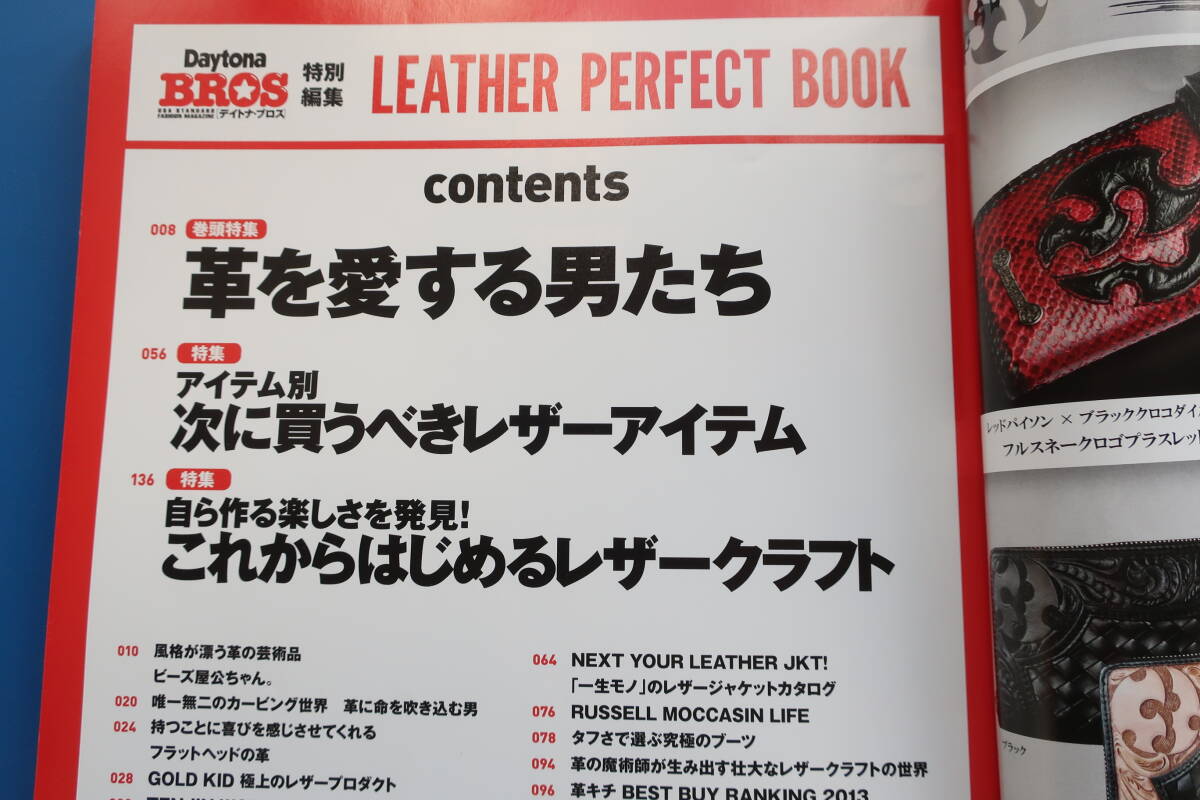 Daytona
BROS
USA STANDARD
FASHION MAGAZINE [デイトナ・ブロス]
特別
編集
LEATHER PERFECT BOOK
contents
008 巻頭特集
革を愛する男たち
056 特集
アイテム別
次に買うべきレザーアイテム
136 特集
自ら作る楽しさを発見!
これからはじめるレザークラフト
010 風格が漂う革の芸術品
ビーズ屋公ちゃん。
020 唯一無二のカービング世界 革に命を吹き込む男
024 持つことに喜びを感じさせてくれる
フラットヘッドの革
028 GOLD KID 極上のレザープロダクト
064 NEXT YOUR LEATHER JKT!
「一生モノ」のレザージャケットカタログ
076 RUSSELL MOCCASIN LIFE
078 タフさで選ぶ究極のブーツ
094 革の魔術師が生み出す壮大なレザークラフトの世界
096 革キチ BEST BUY RANKING 2013
レッドパイソン × ブラッククロコダイ
フルスネークロゴプラスレット
ブラック